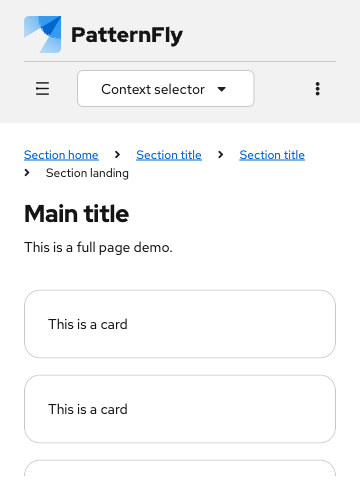 PatternFly
Context selector
Section home Section title Section title
Section landing
Main title
This is a full page demo.
This is a card
This is a card